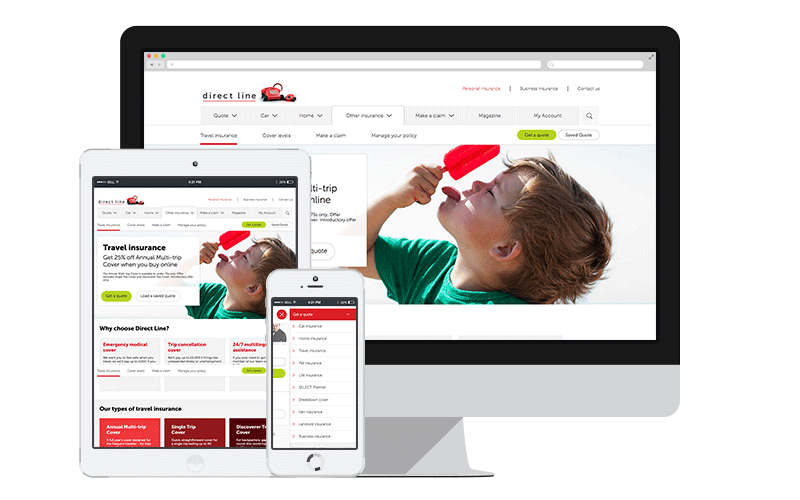 direct line
Personal insurance | Business insurance | Contact us
Quote Car Home Other insurance Make a claim Magazine My Account
Travel insurance Cover levels Make a claim Manage your policy Get a quote Saved Quote
lti-trip
nline
quote
BELL 4:21 PM
direct line
Personal insurance | Business insurance | Contact us
Quote Car Home Other insurance Make a claim Magazine My Account
Travel insurance Cover levels Make a claim Manage your policy Get a quote Saved Quote
Travel insurance
Get 25% off Annual Multi-trip
Cover when you buy online
Get a quote Load a saved quote
Why choose Direct Line?
Emergency medical
cover
Trip cancellation
cover
24/7 multiling
assistance
Travel insurance Cover levels Make a claim Manage your policy Get a quote
Our types of travel insurance
Annual Multi-trip
Cover
Single Trip
Cover
Discoverer T
Cover
BELL 4:21 PM
Get a quote
Car insurance
Home insurance
Travel insurance
Pet insurance
Life insurance
SELECT Premier
Breakdown cover
Van insurance
Landlord insurance
Business insurance